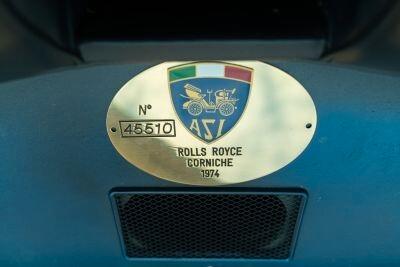 N°
45510
ASI
ROLLS ROYCE
CORNICHE
1974